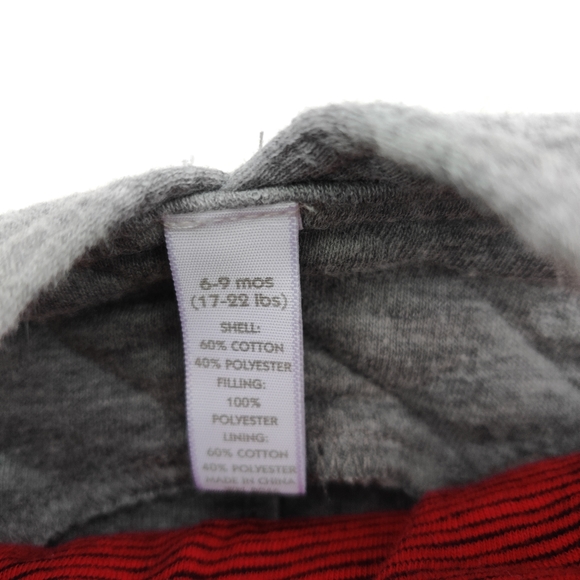 6-9 mos
(17-22 lbs)
SHELL:
60% COTTON
40% POLYESTER
FILLING:
100%
POLYESTER
LINING:
60% COTTON
40% POLYESTER
MADE IN CHINA